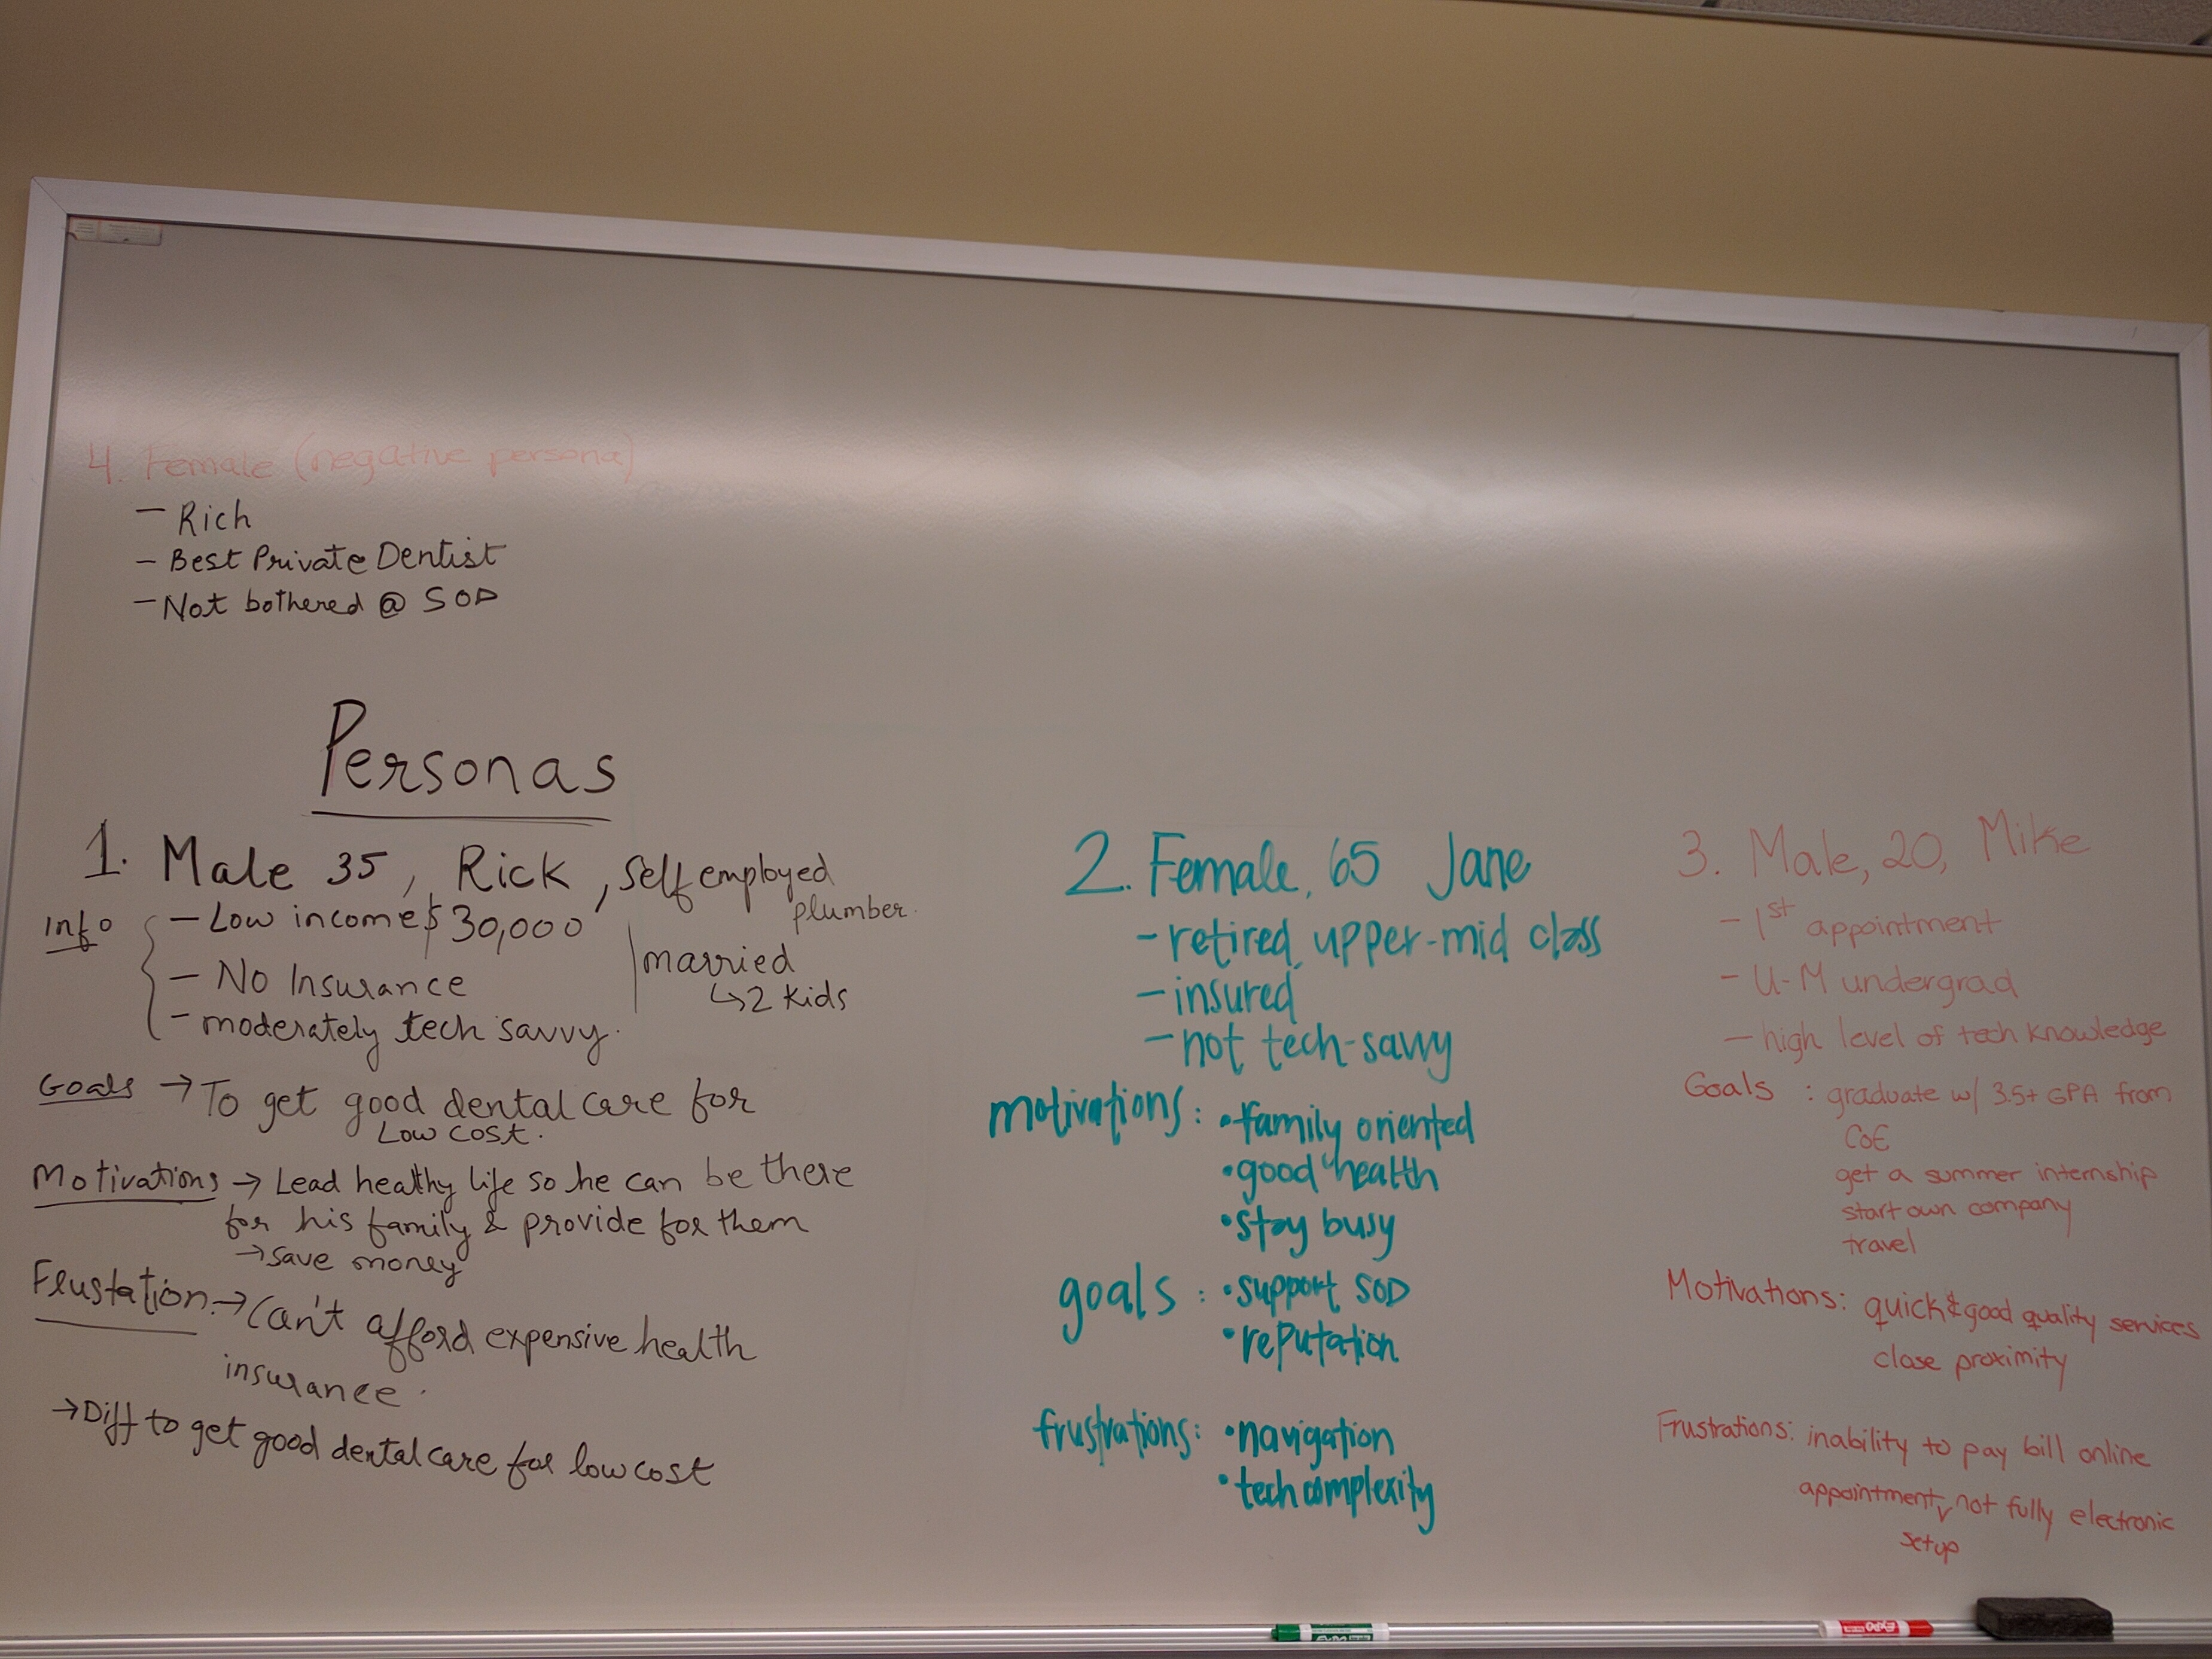 4. Female (negative persona)
— Rich
— Best Private Dentist
— Not bothered @ SOD
Personas
1. Male 35, Rick, Self employed
plumber.
Info
— Low income $30,000
— No Insurance
— moderately tech savvy.
married
↳ 2 kids
Goals → To get good dental care for
Low cost.
Motivations → Lead healthy life so he can be there
for his family & provide for them
→ save money
Frustation. → Can't afford expensive health
insurance.
→ Diff to get good dental care for low cost
2. Female, 65 Jane
- retired, upper-mid class
- insured
- not tech-savvy
motivations: • family oriented
• good health
• stay busy
goals: • support SOD
• reputation
frustrations: • navigation
• tech complexity
3. Male, 20, Mike
- 1st appointment
- U-M undergrad
- high level of tech knowledge
Goals : graduate w/ 3.5+ GPA from
CoE
get a summer internship
start own company
travel
Motivations: quick & good quality services
close proximity
Frustrations: inability to pay bill online
appointment not fully electronic
setup
EXPO
EXPO